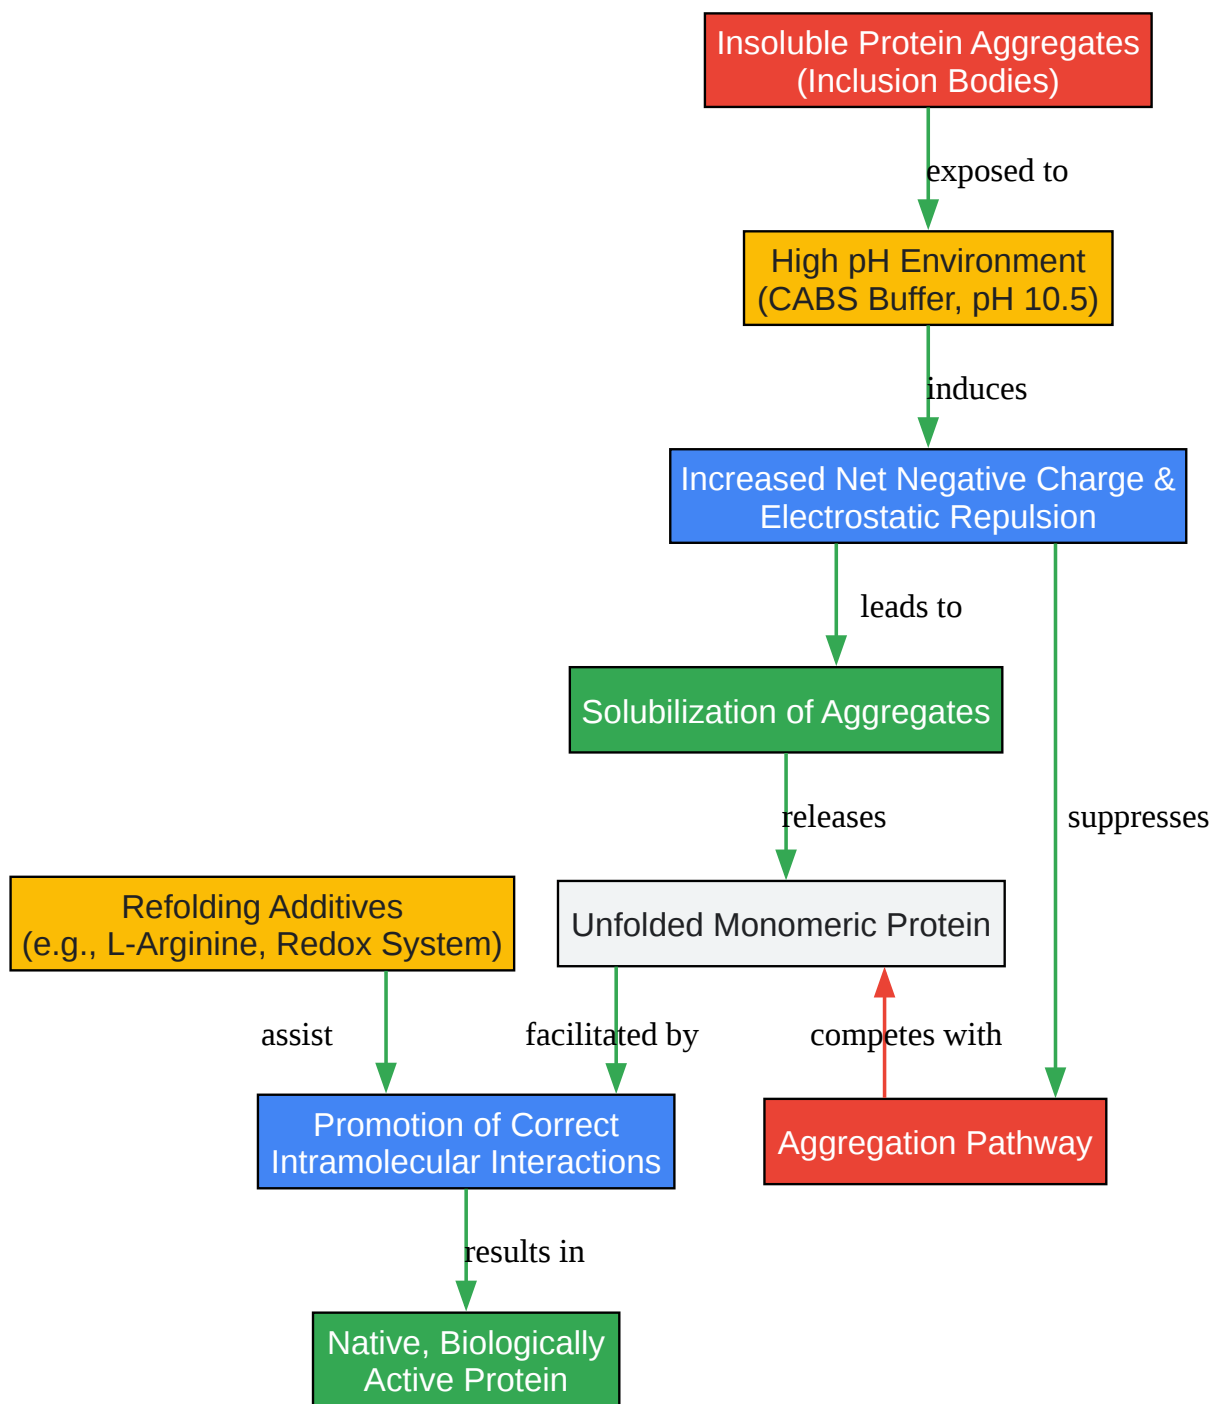 Insoluble Protein Aggregates
(Inclusion Bodies)
exposed to
High pH Environment
(CABS Buffer, pH 10.5)
induces
Increased Net Negative Charge &
Electrostatic Repulsion
leads to
Solubilization of Aggregates
releases
suppresses
Refolding Additives
(e.g., L-Arginine, Redox System)
Unfolded Monomeric Protein
assist
facilitated by
competes with
Promotion of Correct
Intramolecular Interactions
Aggregation Pathway
results in
Native, Biologically
Active Protein